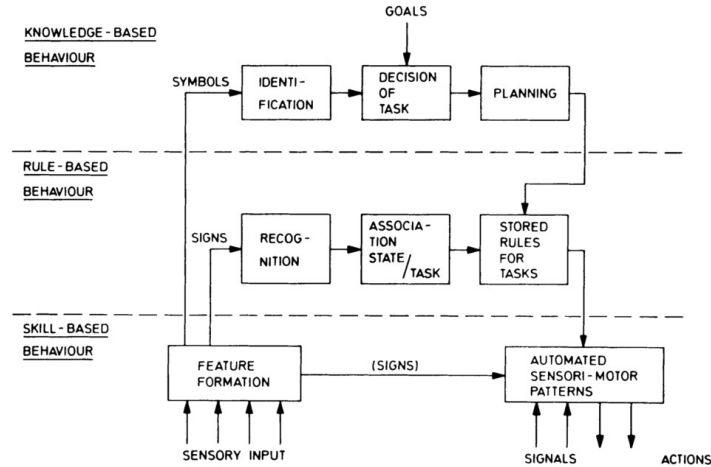 GOALS
KNOWLEDGE-BASED
BEHAVIOUR
SYMBOLS
IDENTI-
FICATION
DECISION
OF
TASK
PLANNING
RULE-BASED
BEHAVIOUR
SIGNS
RECOG-
NITION
ASSOCIA-
TION
STATE/
TASK
STORED
RULES
FOR
TASKS
SKILL-BASED
BEHAVIOUR
FEATURE
FORMATION
(SIGNS)
AUTOMATED
SENSORI-MOTOR
PATTERNS
SENSORY INPUT
SIGNALS
ACTIONS